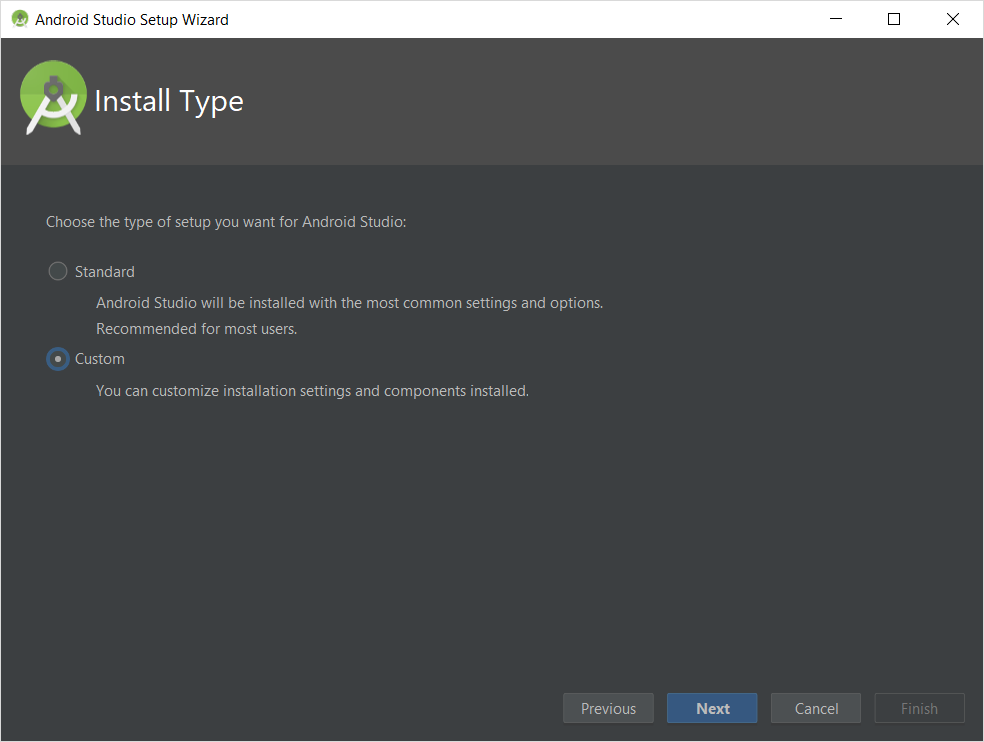 Android Studio Setup Wizard
Install Type
Choose the type of setup you want for Android Studio:
Standard
Android Studio will be installed with the most common settings and options.
Recommended for most users.
Custom
You can customize installation settings and components installed.
Previous Next Cancel Finish